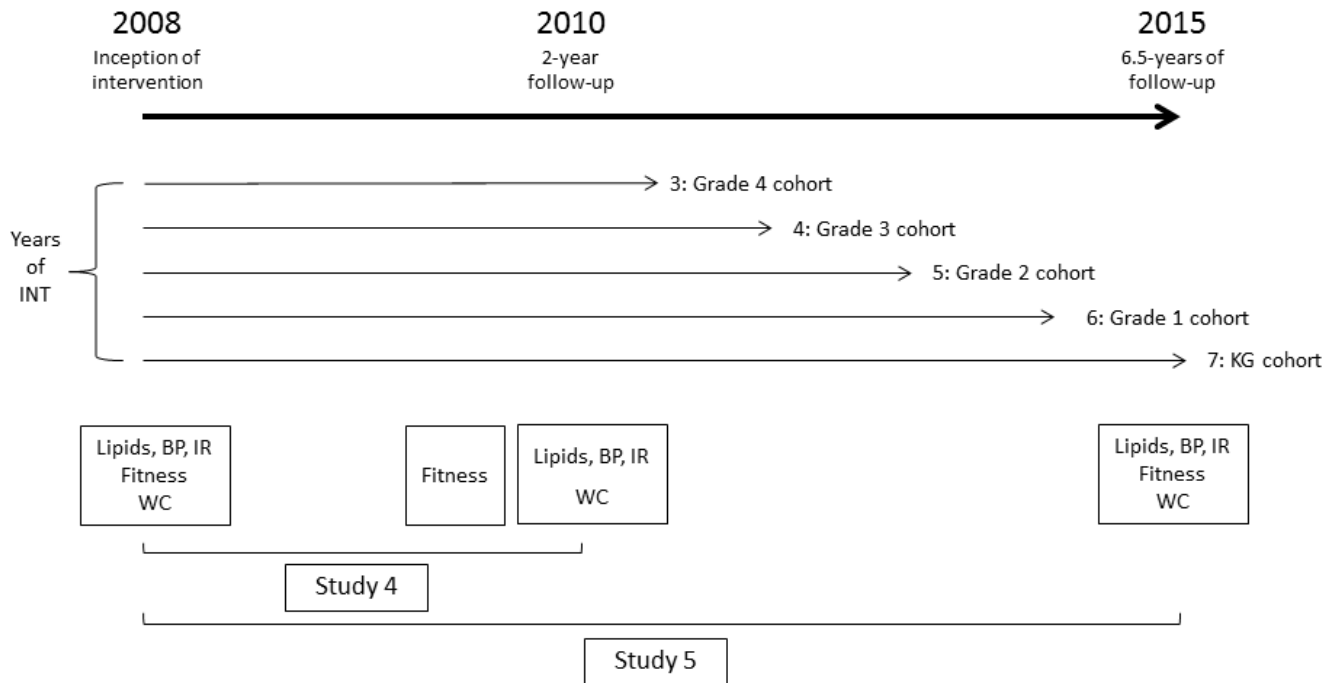 2008
Inception of
intervention
2010
2-year
follow-up
2015
6.5-years of
follow-up
Years
of
INT
3: Grade 4 cohort
4: Grade 3 cohort
5: Grade 2 cohort
6: Grade 1 cohort
7: KG cohort
Lipids, BP, IR
Fitness
WC
Fitness
Lipids, BP, IR
WC
Lipids, BP, IR
Fitness
WC
Study 4
Study 5